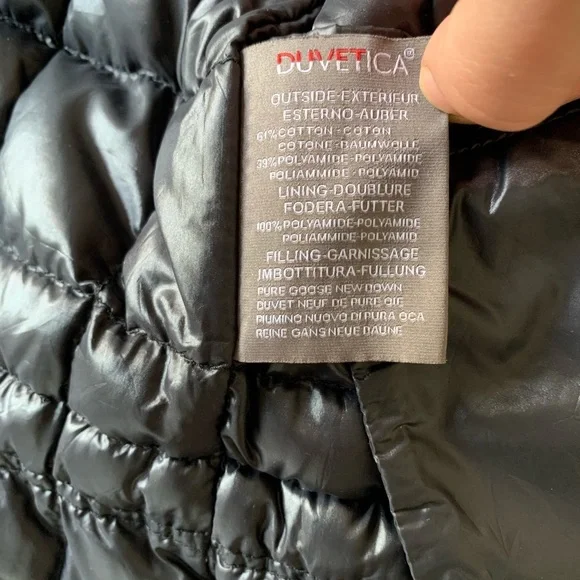 DUVETICA®
OUTSIDE-EXTERIEUR
ESTERNO-AUBER
61%COTTON-COTON
COTONE-BAUMWOLLE
39%POLYAMIDE-POLYAMIDE
POLIAMMIDE-POLYAMID
LINING-DOUBLURE
FODERA-FUTTER
100%POLYAMIDE-POLYAMIDE
POLIAMMIDE-POLYAMID
FILLING-GARNISSAGE
IMBOTTITURA-FULLUNG
PURE GOOSE NEW DOWN
DUVET NEUF DE PURE OIE
PIUMINO NUOVO DI PURA OCA
REINE GANS NEUE DAUNE